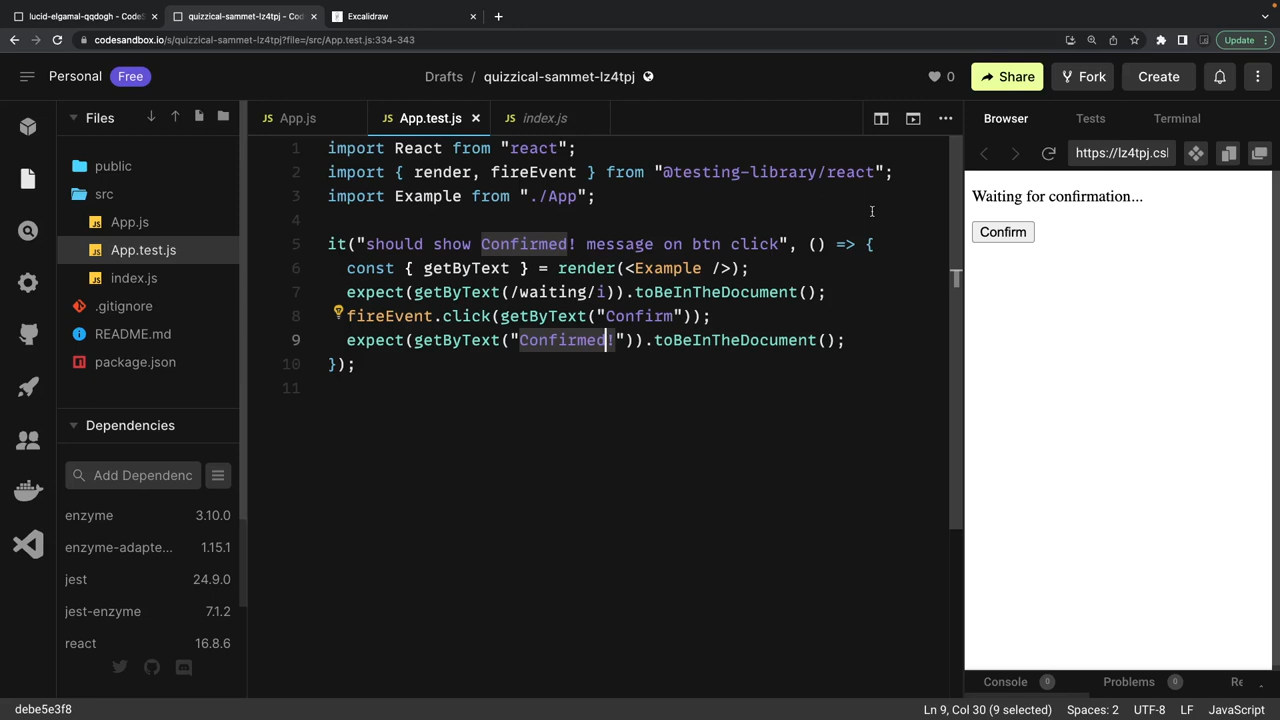 lucid-elgamal-qqdogh - CodeS
quizzical-sammet-lz4tpj - Cod
Excalidraw
codesandbox.io/s/quizzical-sammet-lz4tpj?file=/src/App.test.js:334-343
Update
Personal Free
Drafts / quizzical-sammet-lz4tpj
0
Share
Fork
Create
Files
public
src
App.js
App.test.js
index.js
.gitignore
README.md
package.json
Dependencies
Add Dependenc
enzyme 3.10.0
enzyme-adapte... 1.15.1
jest 24.9.0
jest-enzyme 7.1.2
react 16.8.6
JS App.js
JS App.test.js
JS index.js
1 import React from "react";
2 import { render, fireEvent } from "@testing-library/react";
3 import Example from "./App";
4
5 it("should show Confirmed! message on btn click", () => {
6 const { getByText } = render(<Example />);
7 expect(getByText(/waiting/i)).toBeInTheDocument();
8 fireEvent.click(getByText("Confirm"));
9 expect(getByText("Confirmed!")).toBeInTheDocument();
10 });
11
Browser Tests Terminal
https://lz4tpj.csl
Waiting for confirmation...
Confirm
Console 0 Problems 0 Re
debe5e3f8
Ln 9, Col 30 (9 selected) Spaces: 2 UTF-8 LF JavaScript